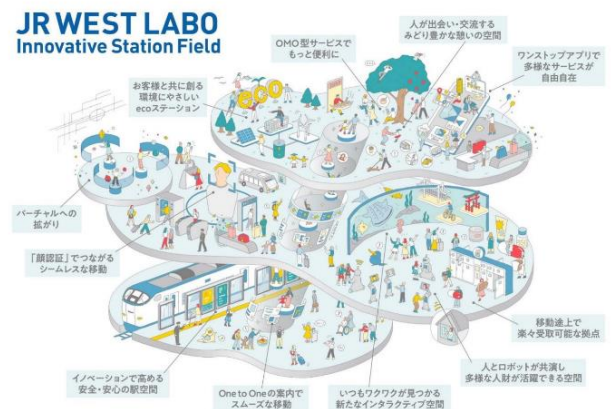 JR WEST LABO
Innovative Station Field
人が出会い・交流する
みどり豊かな憩いの空間
OMO型サービスで
もっと便利に
ワンストップアプリで
多様なサービスが
自由自在
お客様と共に創る
環境にやさしい
ecoステーション
eco
バーチャルへの
拡がり
「顔認証」でつながる
シームレスな移動
移動途上で
楽々受取可能な拠点
人とロボットが共演し
多様な人財が活躍できる空間
イノベーションで高める
安全・安心の駅空間
One to Oneの案内で
スムーズな移動
いつもワクワクが見つかる
新たなインタラクティブ空間